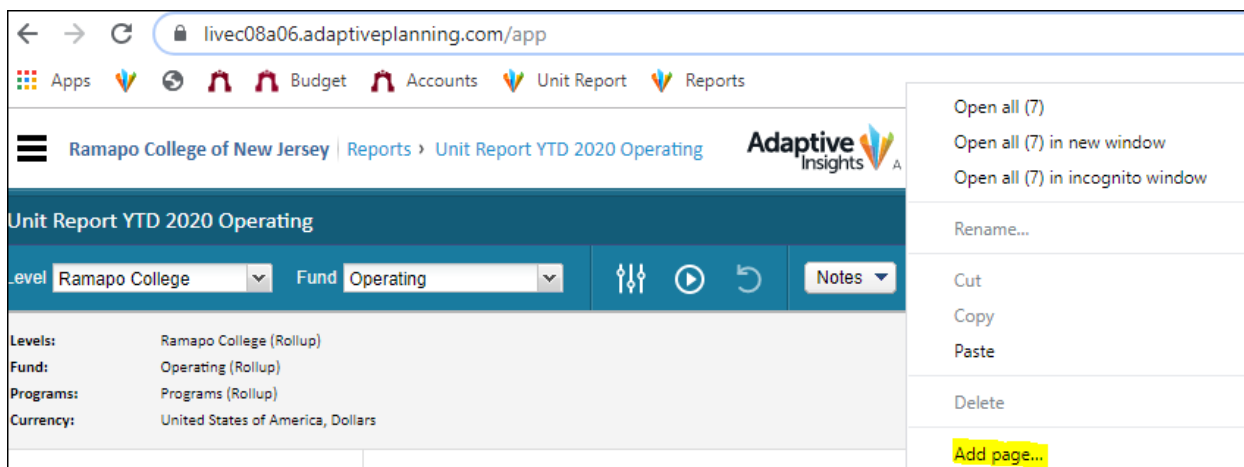 livec08a06.adaptiveplanning.com/app
Apps Budget Accounts Unit Report Reports
Ramapo College of New Jersey Reports › Unit Report YTD 2020 Operating Adaptive Insights A
Unit Report YTD 2020 Operating
Level Ramapo College Fund Operating Notes
Levels: Ramapo College (Rollup)
Fund: Operating (Rollup)
Programs: Programs (Rollup)
Currency: United States of America, Dollars
Open all (7)
Open all (7) in new window
Open all (7) in incognito window
Rename...
Cut
Copy
Paste
Delete
Add page...